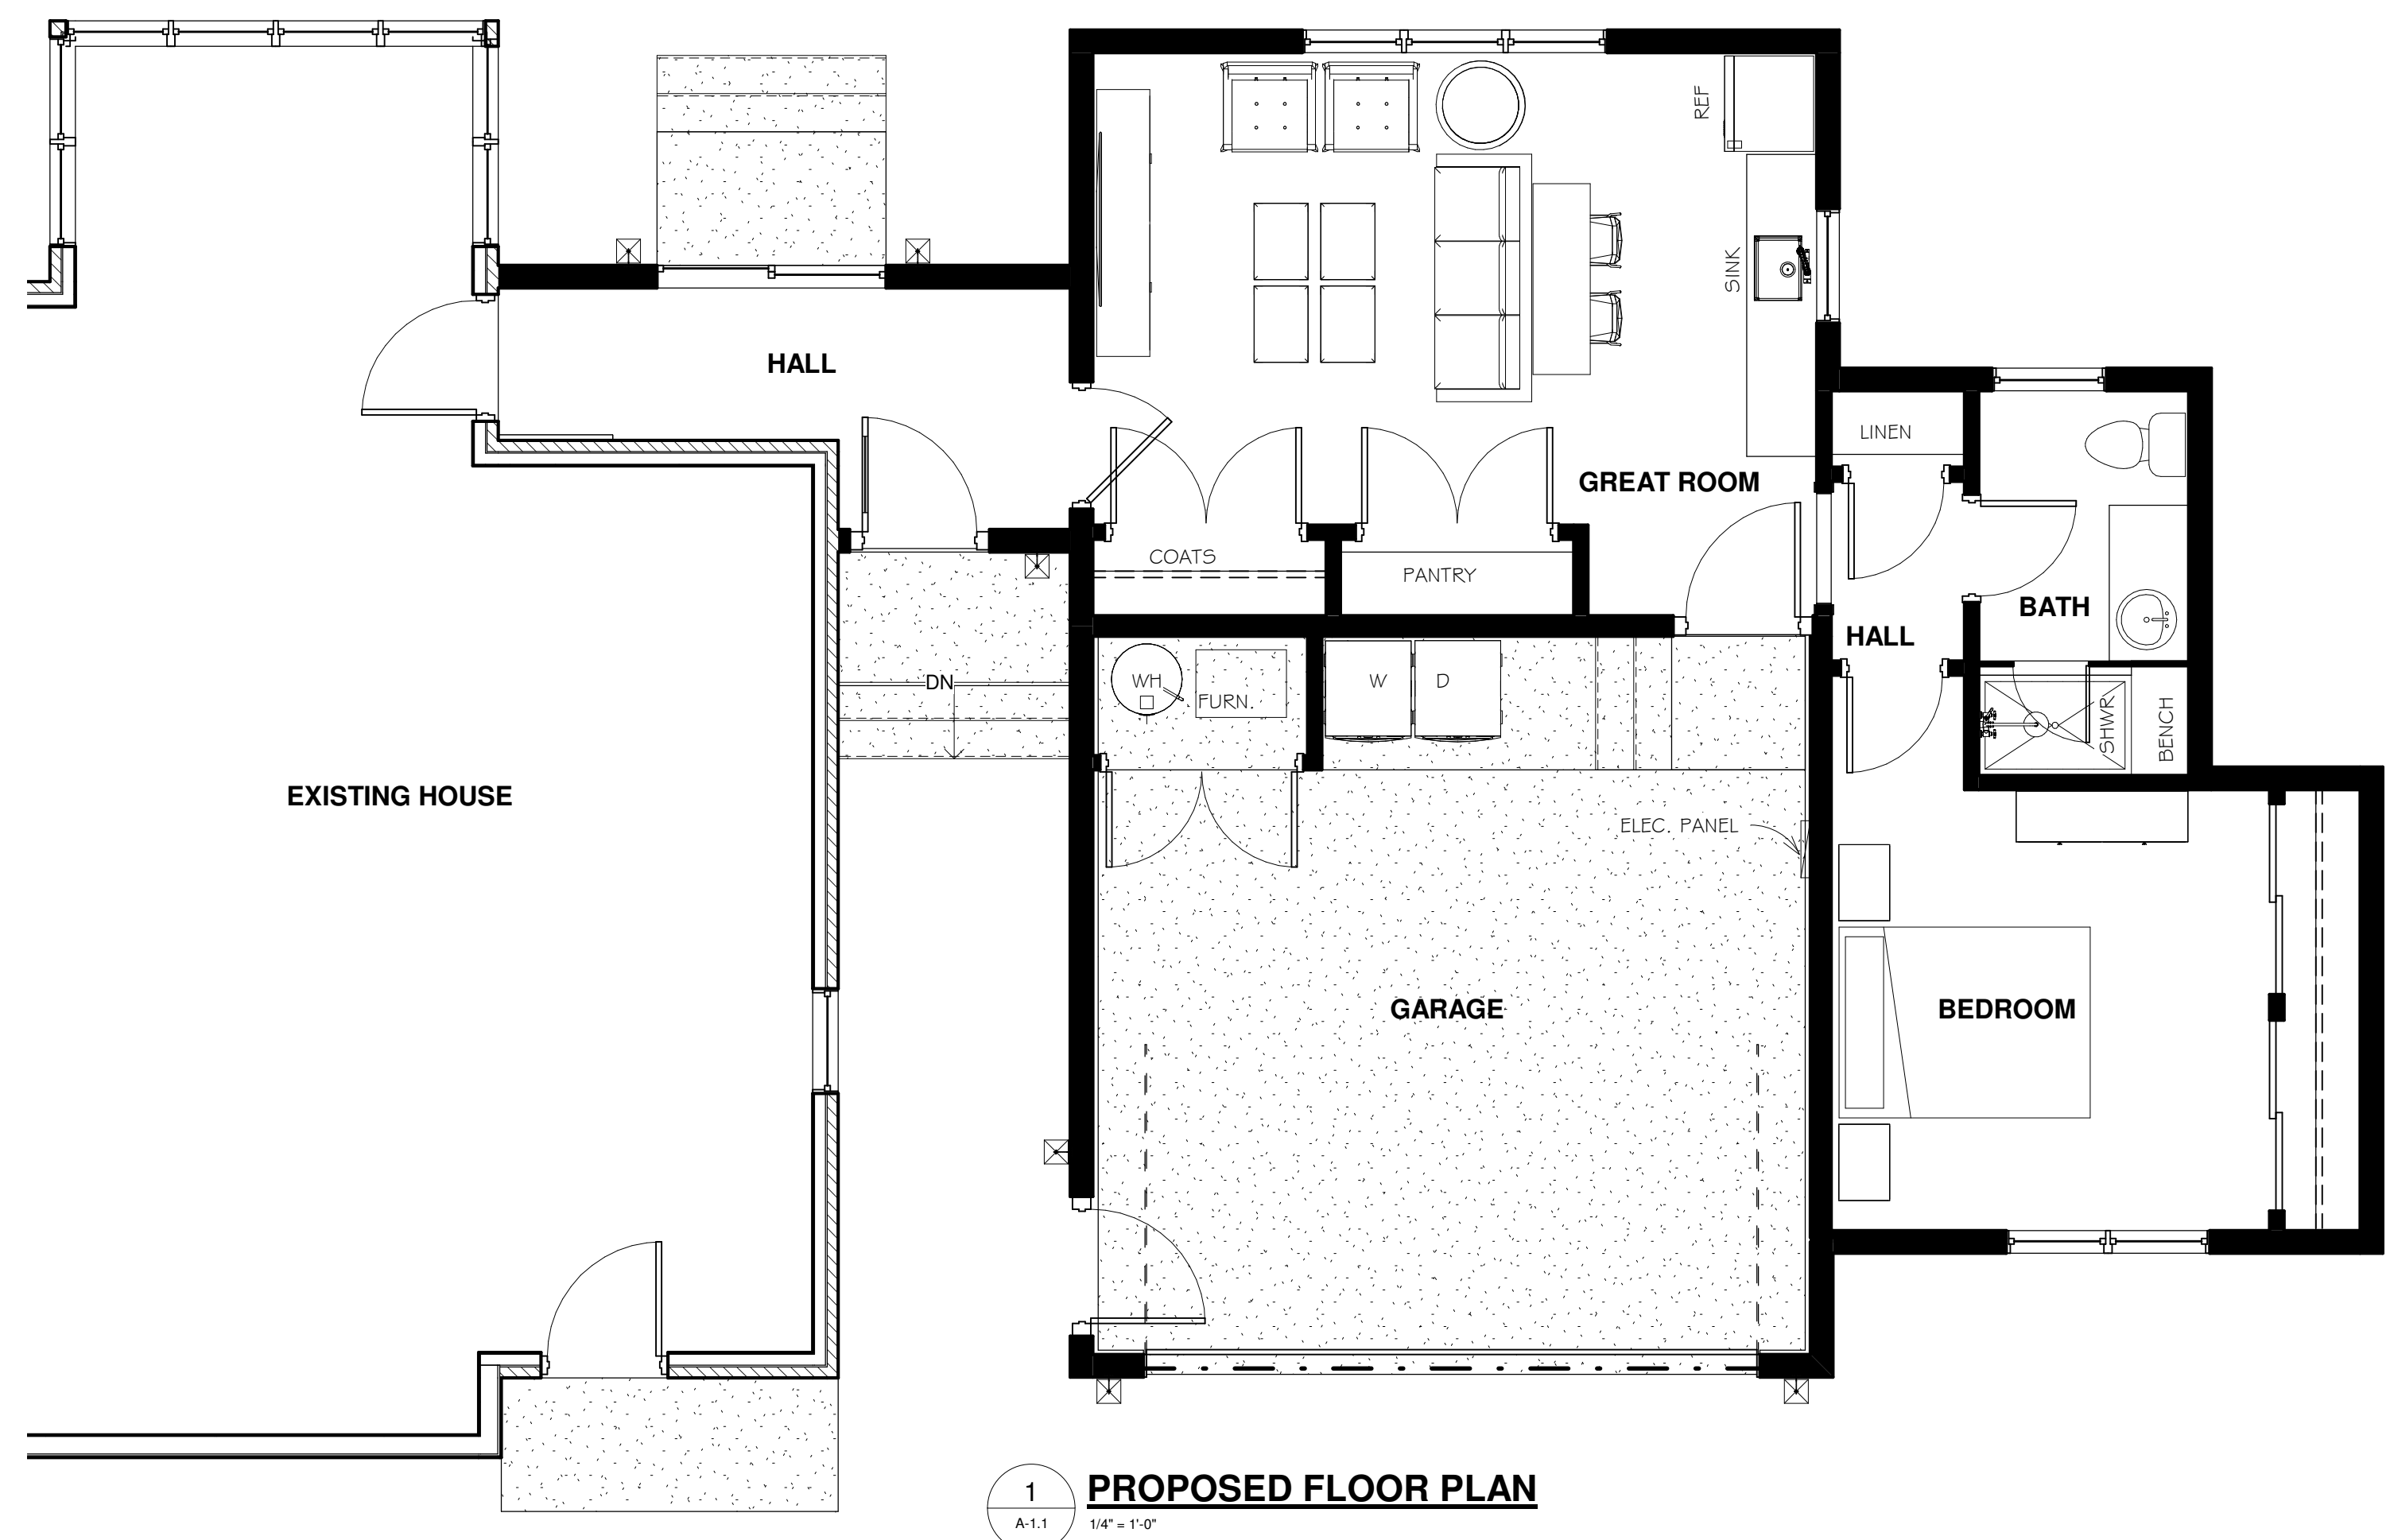 REF
SINK
HALL
LINEN
GREAT ROOM
COATS
PANTRY
BATH
HALL
WH
FURN.
W
D
DN
SHWR
BENCH
EXISTING HOUSE
ELEC. PANEL
GARAGE
BEDROOM
1
A-1.1
PROPOSED FLOOR PLAN
1/4" = 1'-0"